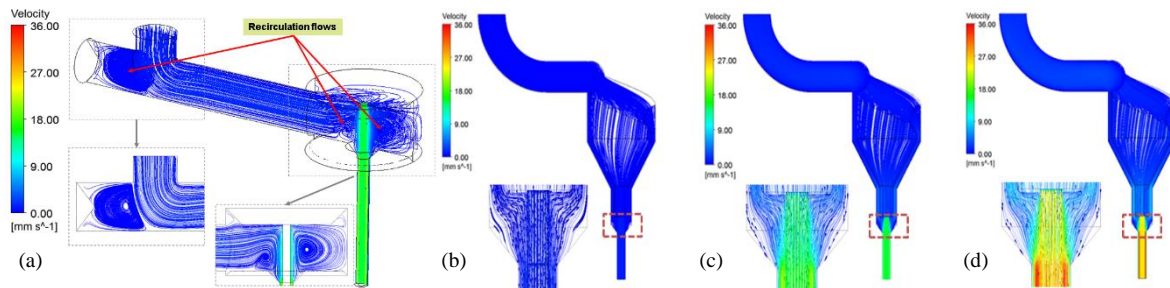 Velocity
36.00
27.00
18.00
9.00
0.00
[mm s^-1]
Recirculation flows
(a)
Velocity
36.00
27.00
18.00
9.00
0.00
[mm s^-1]
(b)
Velocity
36.00
27.00
18.00
9.00
0.00
[mm s^-1]
(c)
Velocity
36.00
27.00
18.00
9.00
0.00
[mm s^-1]
(d)